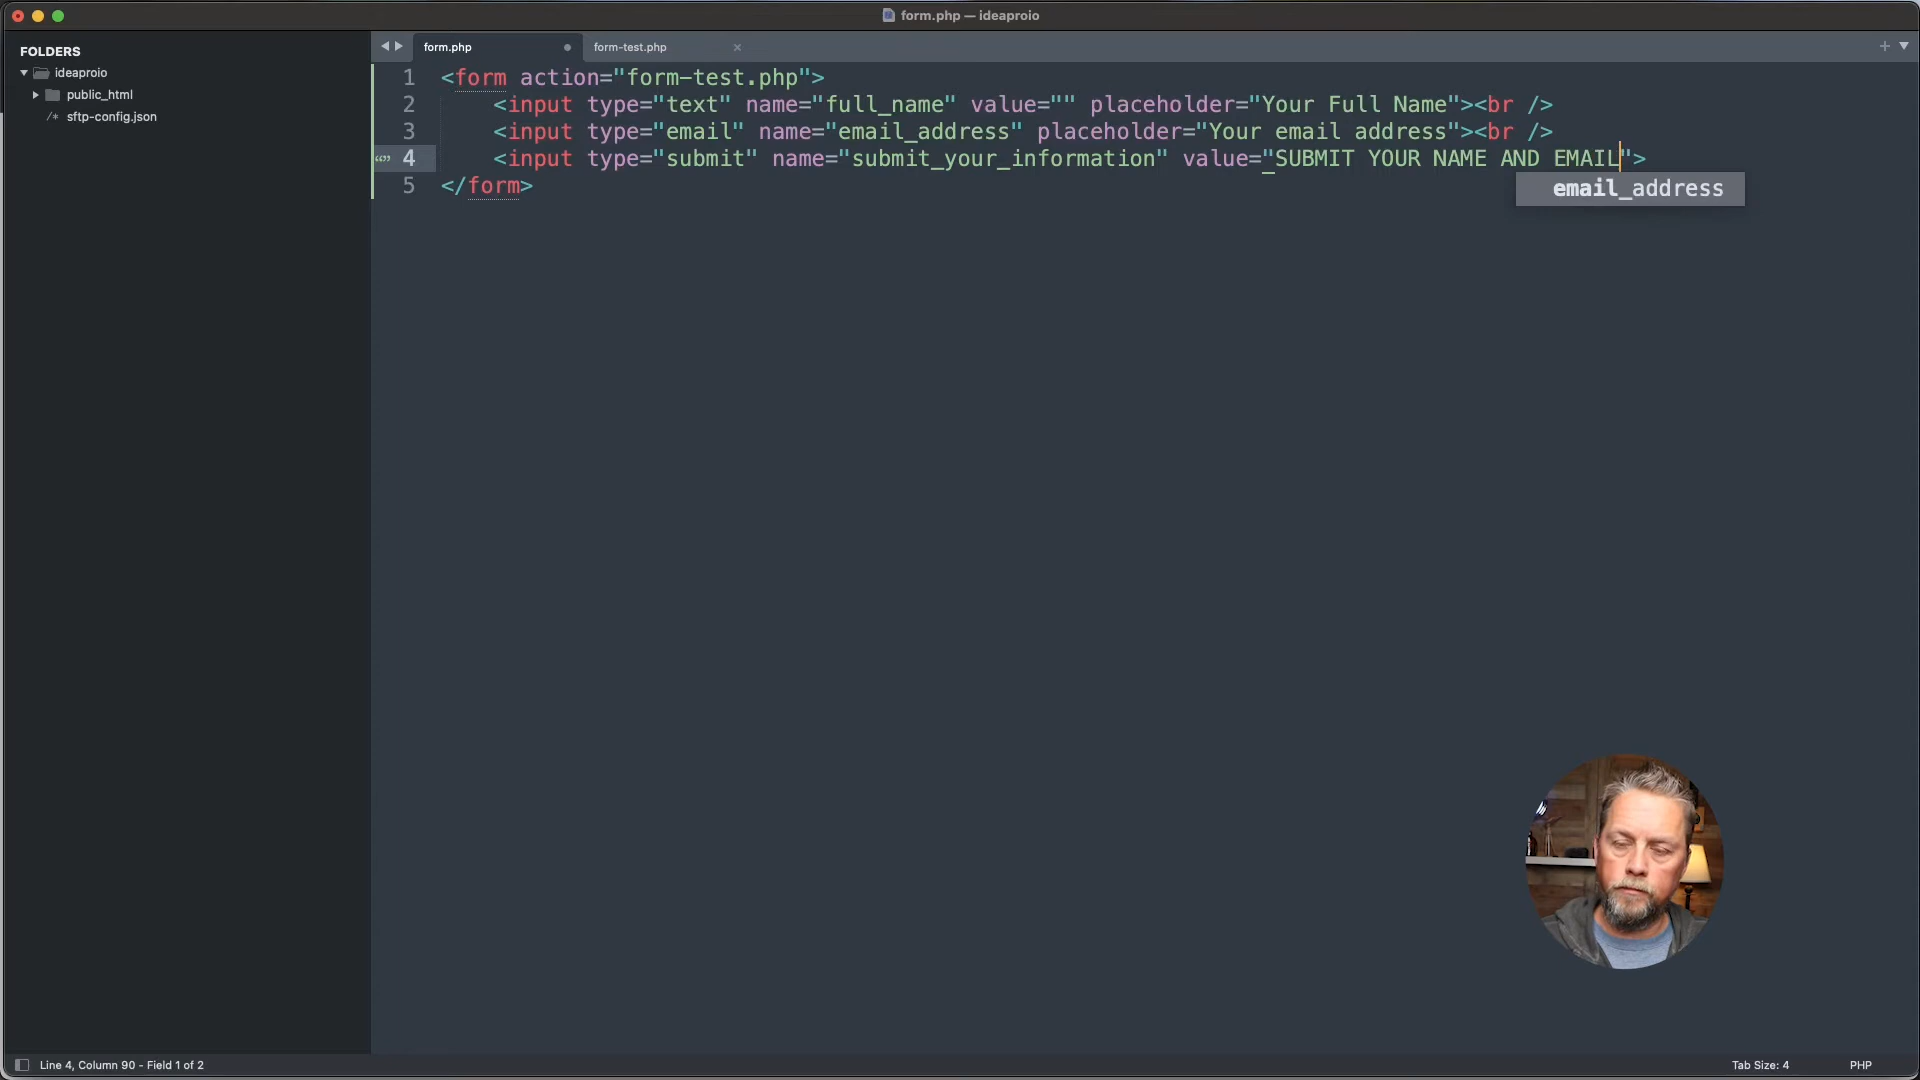 form.php — ideaproio
FOLDERS
ideaproio
public_html
/* sftp-config.json
form.php
form-test.php
1 <form action="form-test.php">
2 <input type="text" name="full_name" value="" placeholder="Your Full Name"><br />
3 <input type="email" name="email_address" placeholder="Your email address"><br />
4 <input type="submit" name="submit_your_information" value="SUBMIT YOUR NAME AND EMAIL">
email_address
5 </form>
Line 4, Column 90 - Field 1 of 2
Tab Size: 4
PHP